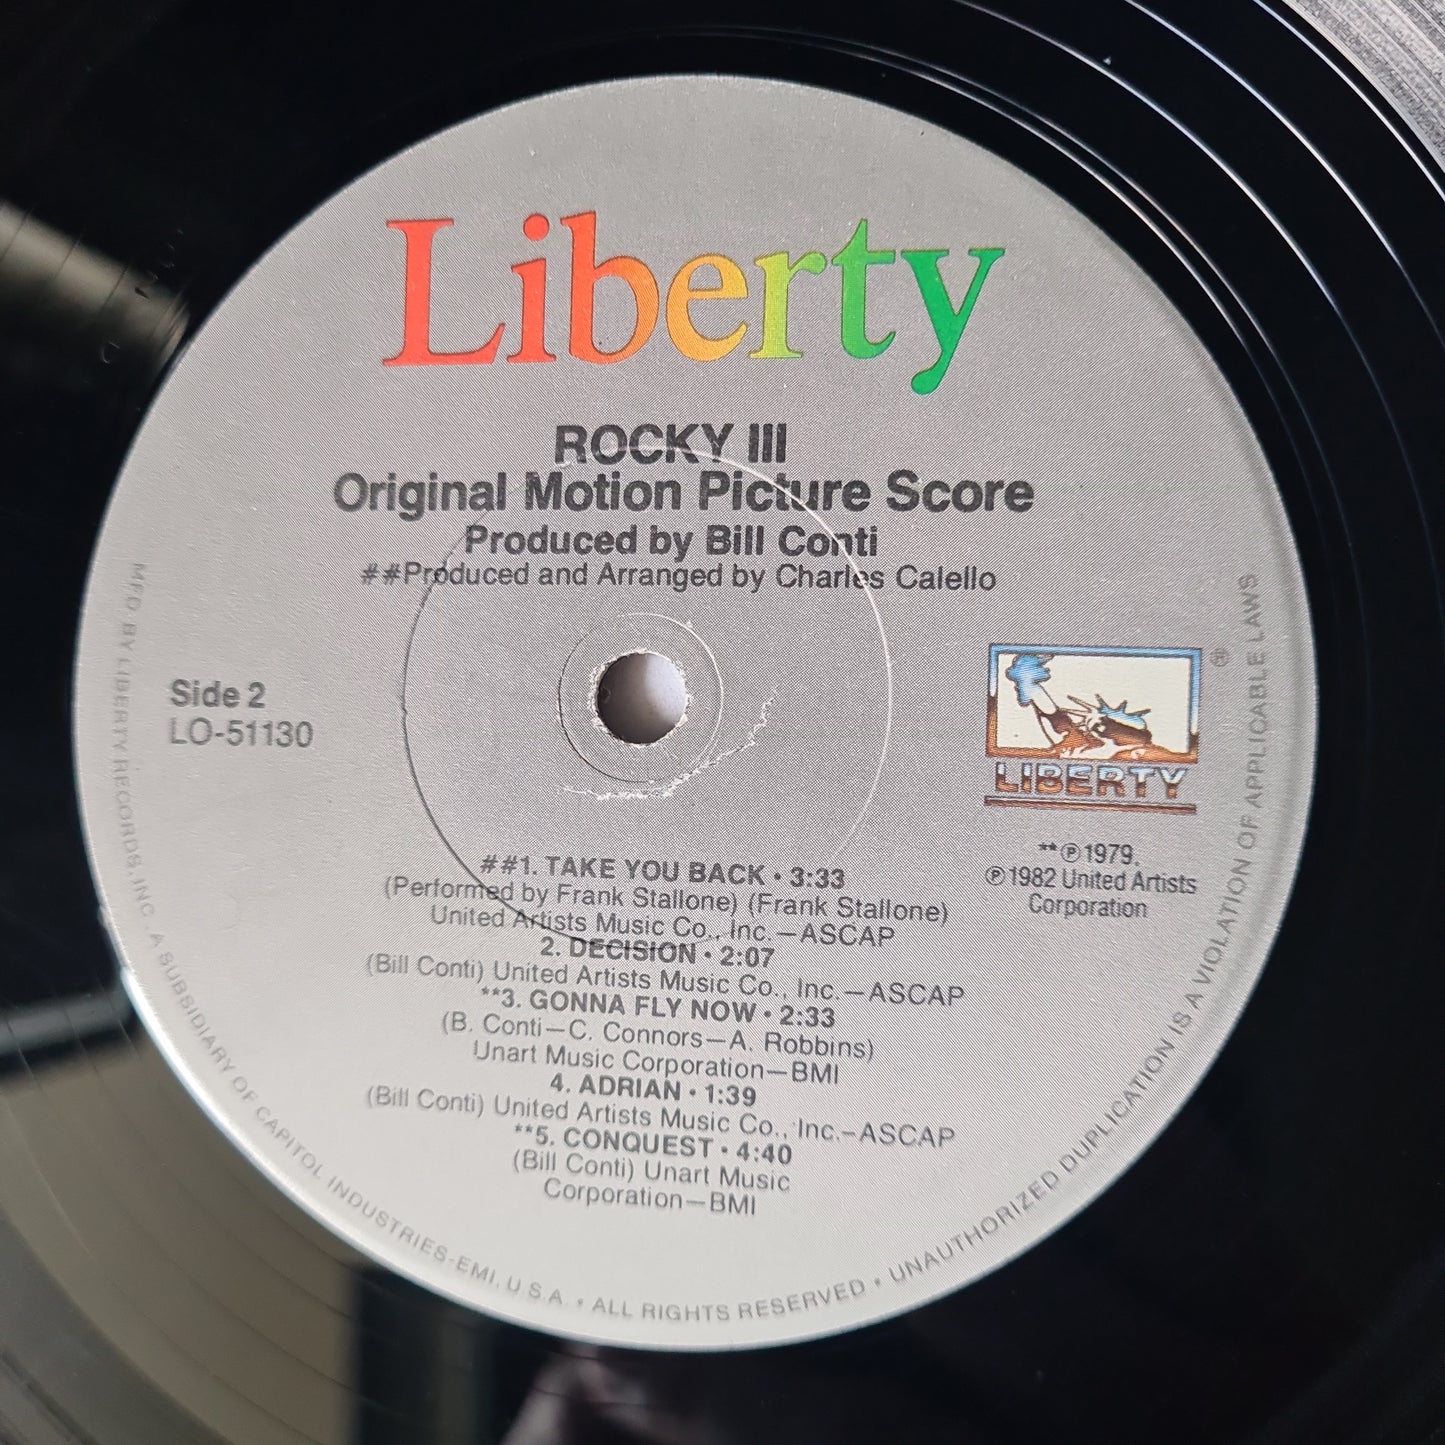 Liberty
ROCKY III
Original Motion Picture Score
Produced by Bill Conti
##Produced and Arranged by Charles Calello
Side 2
LO-51130
®
LIBERTY
**Ⓟ1979.
Ⓟ1982 United Artists
Corporation
##1. TAKE YOU BACK • 3:33
(Performed by Frank Stallone) (Frank Stallone)
United Artists Music Co., Inc.—ASCAP
2. DECISION • 2:07
(Bill Conti) United Artists Music Co., Inc.—ASCAP
**3. GONNA FLY NOW • 2:33
(B. Conti—C. Connors—A. Robbins)
Unart Music Corporation—BMI
4. ADRIAN • 1:39
(Bill Conti) United Artists Music Co., Inc.–ASCAP
**5. CONQUEST • 4:40
(Bill Conti) Unart Music
Corporation—BMI
MFD BY LIBERTY RECORDS, INC. - A SUBSIDIARY OF CAPITOL INDUSTRIES-EMI, U.S.A. • ALL RIGHTS RESERVED • UNAUTHORIZED DUPLICATION IS A VIOLATION OF APPLICABLE LAWS